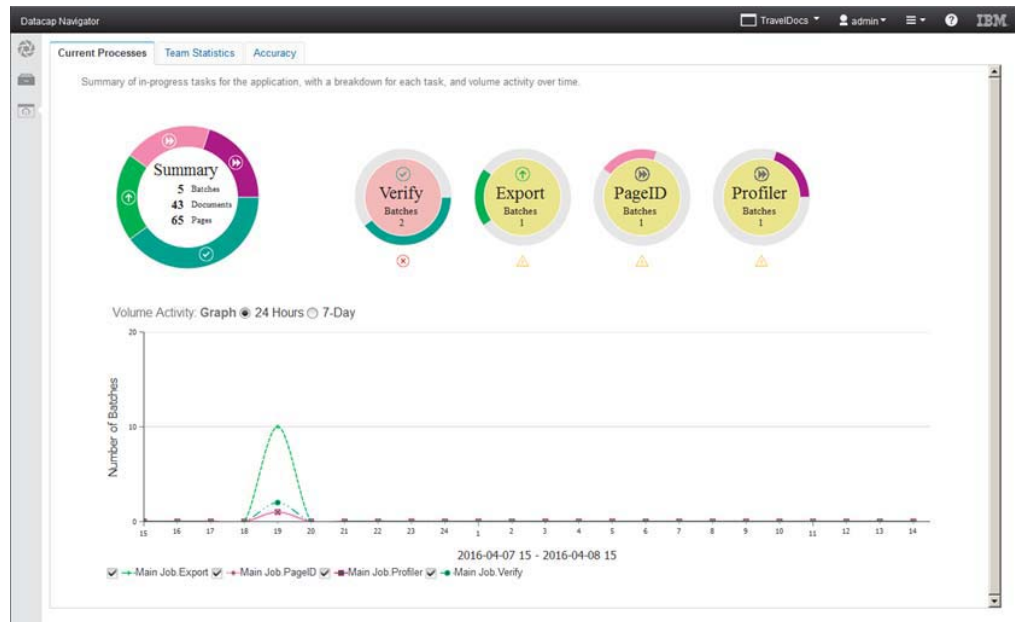 Datacap Navigator
TravelDocs
admin
IBM
Current Processes
Team Statistics
Accuracy
Summary of in-progress tasks for the application, with a breakdown for each task, and volume activity over time.
Summary
5 Batches
43 Documents
65 Pages
Verify
Batches
2
Export
Batches
1
PageID
Batches
1
Profiler
Batches
1
Volume Activity: Graph 24 Hours 7-Day
Number of Batches
20
10
0
15 16 17 18 19 20 21 22 23 24 1 2 3 4 5 6 7 8 9 10 11 12 13 14
2016-04-07 15 - 2016-04-08 15
Main Job.Export Main Job.PageID Main Job.Profiler Main Job.Verify